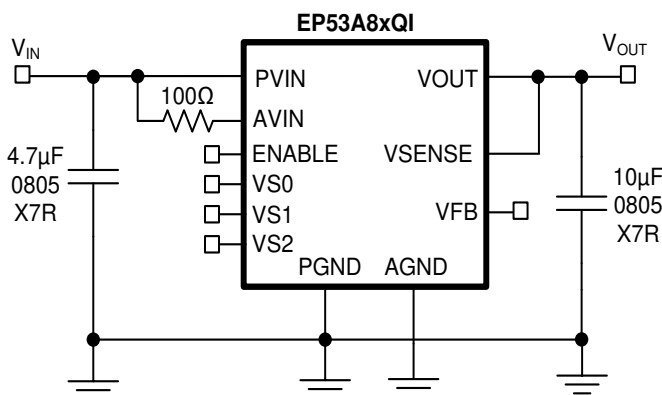 EP53A8xQI
VIN
VOUT
PVIN
VOUT
100Ω
AVIN
ENABLE
VSENSE
4.7µF
0805
X7R
VS0
VS1
VS2
VFB
10µF
0805
X7R
PGND
AGND